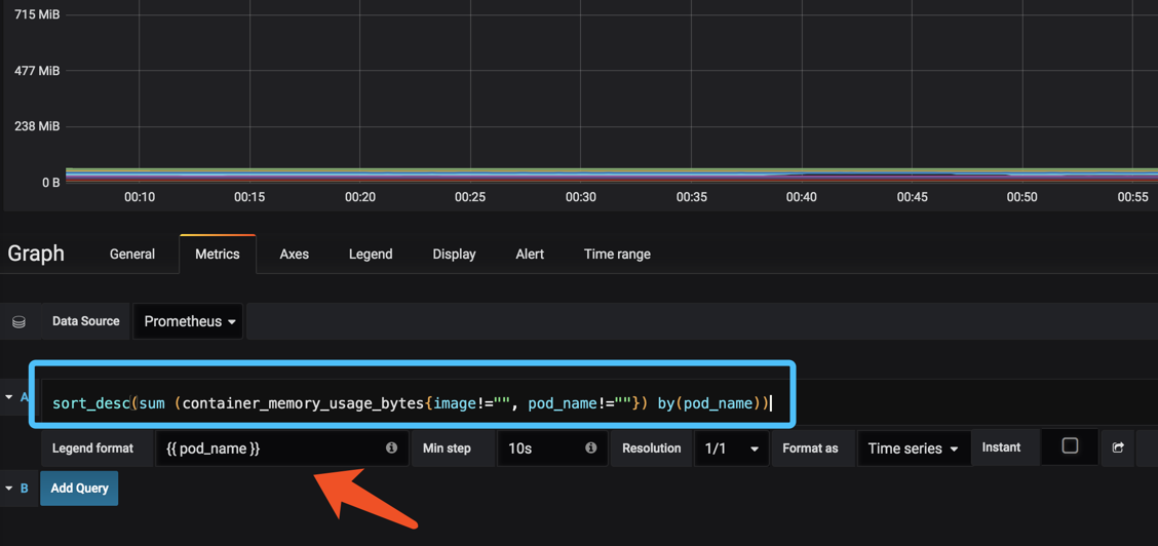 715 MiB
477 MiB
238 MiB
0 B
00:10 00:15 00:20 00:25 00:30 00:35 00:40 00:45 00:50 00:55
Graph General Metrics Axes Legend Display Alert Time range
Data Source Prometheus
A sort_desc(sum (container_memory_usage_bytes{image!="", pod_name!=""}) by(pod_name))
Legend format {{ pod_name }} Min step 10s Resolution 1/1 Format as Time series Instant
B Add Query